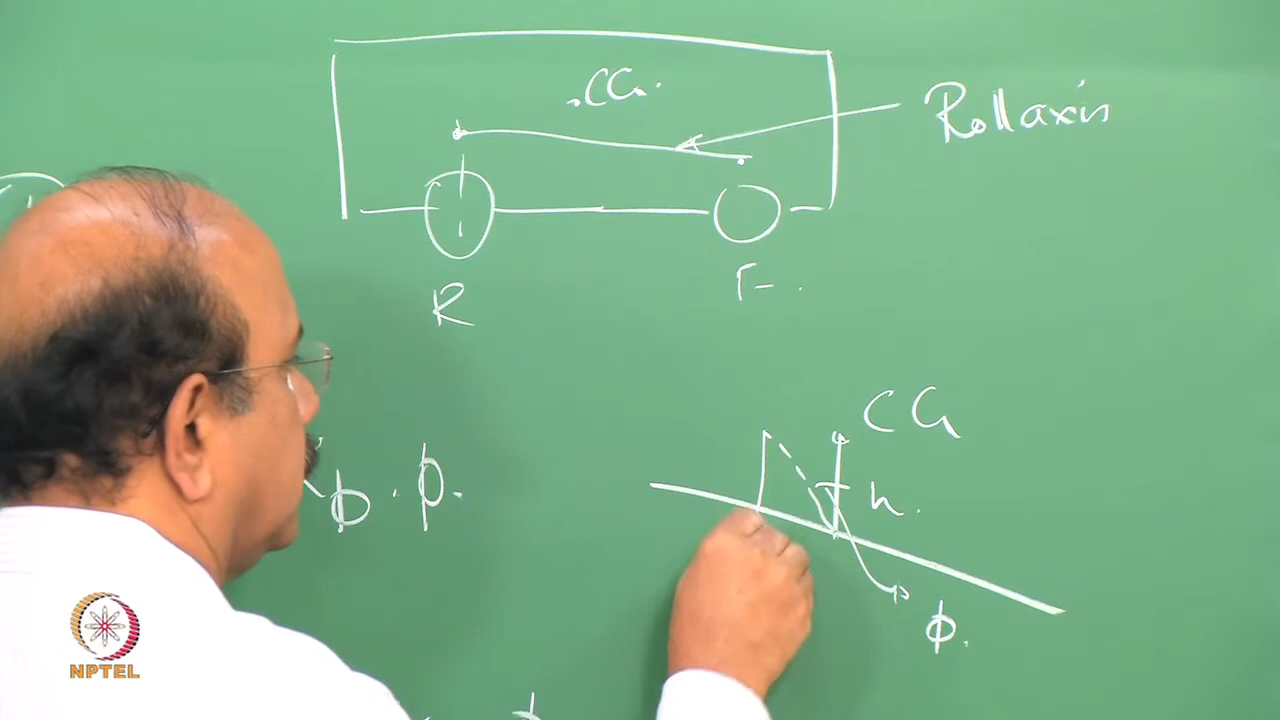 .CG.
Roll axis
R
F.
CG
h.
ϕ . p.
ϕ.
NPTEL